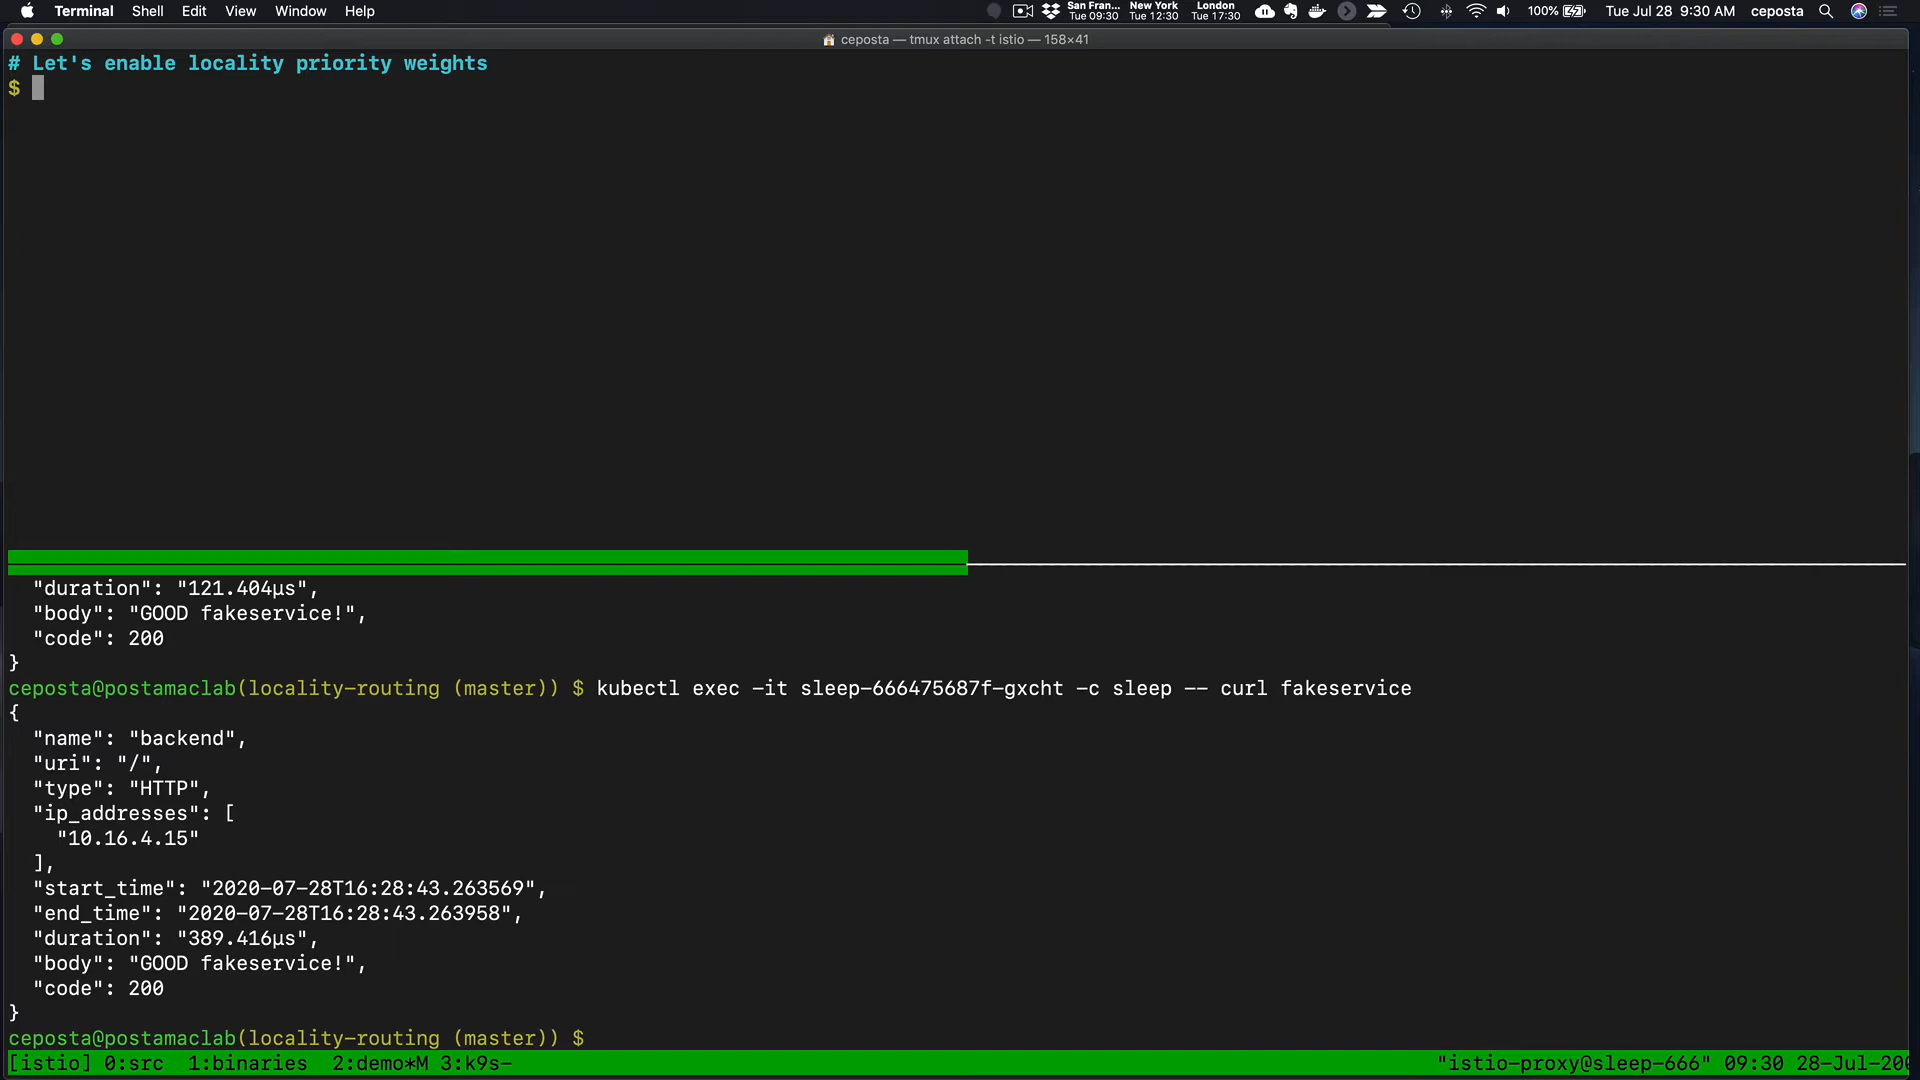 Terminal Shell Edit View Window Help
San Fran... New York London
Tue 09:30 Tue 12:30 Tue 17:30
100% Tue Jul 28 9:30 AM ceposta
ceposta — tmux attach -t istio — 158×41
# Let's enable locality priority weights
$
"duration": "121.404µs",
"body": "GOOD fakeservice!",
"code": 200
}
ceposta@postamaclab(locality-routing (master)) $ kubectl exec -it sleep-666475687f-gxcht -c sleep -- curl fakeservice
{
"name": "backend",
"uri": "/",
"type": "HTTP",
"ip_addresses": [
"10.16.4.15"
],
"start_time": "2020-07-28T16:28:43.263569",
"end_time": "2020-07-28T16:28:43.263958",
"duration": "389.416µs",
"body": "GOOD fakeservice!",
"code": 200
}
ceposta@postamaclab(locality-routing (master)) $
[istio] 0:src 1:binaries 2:demo*M 3:k9s- "istio-proxy@sleep-666" 09:30 28-Jul-20